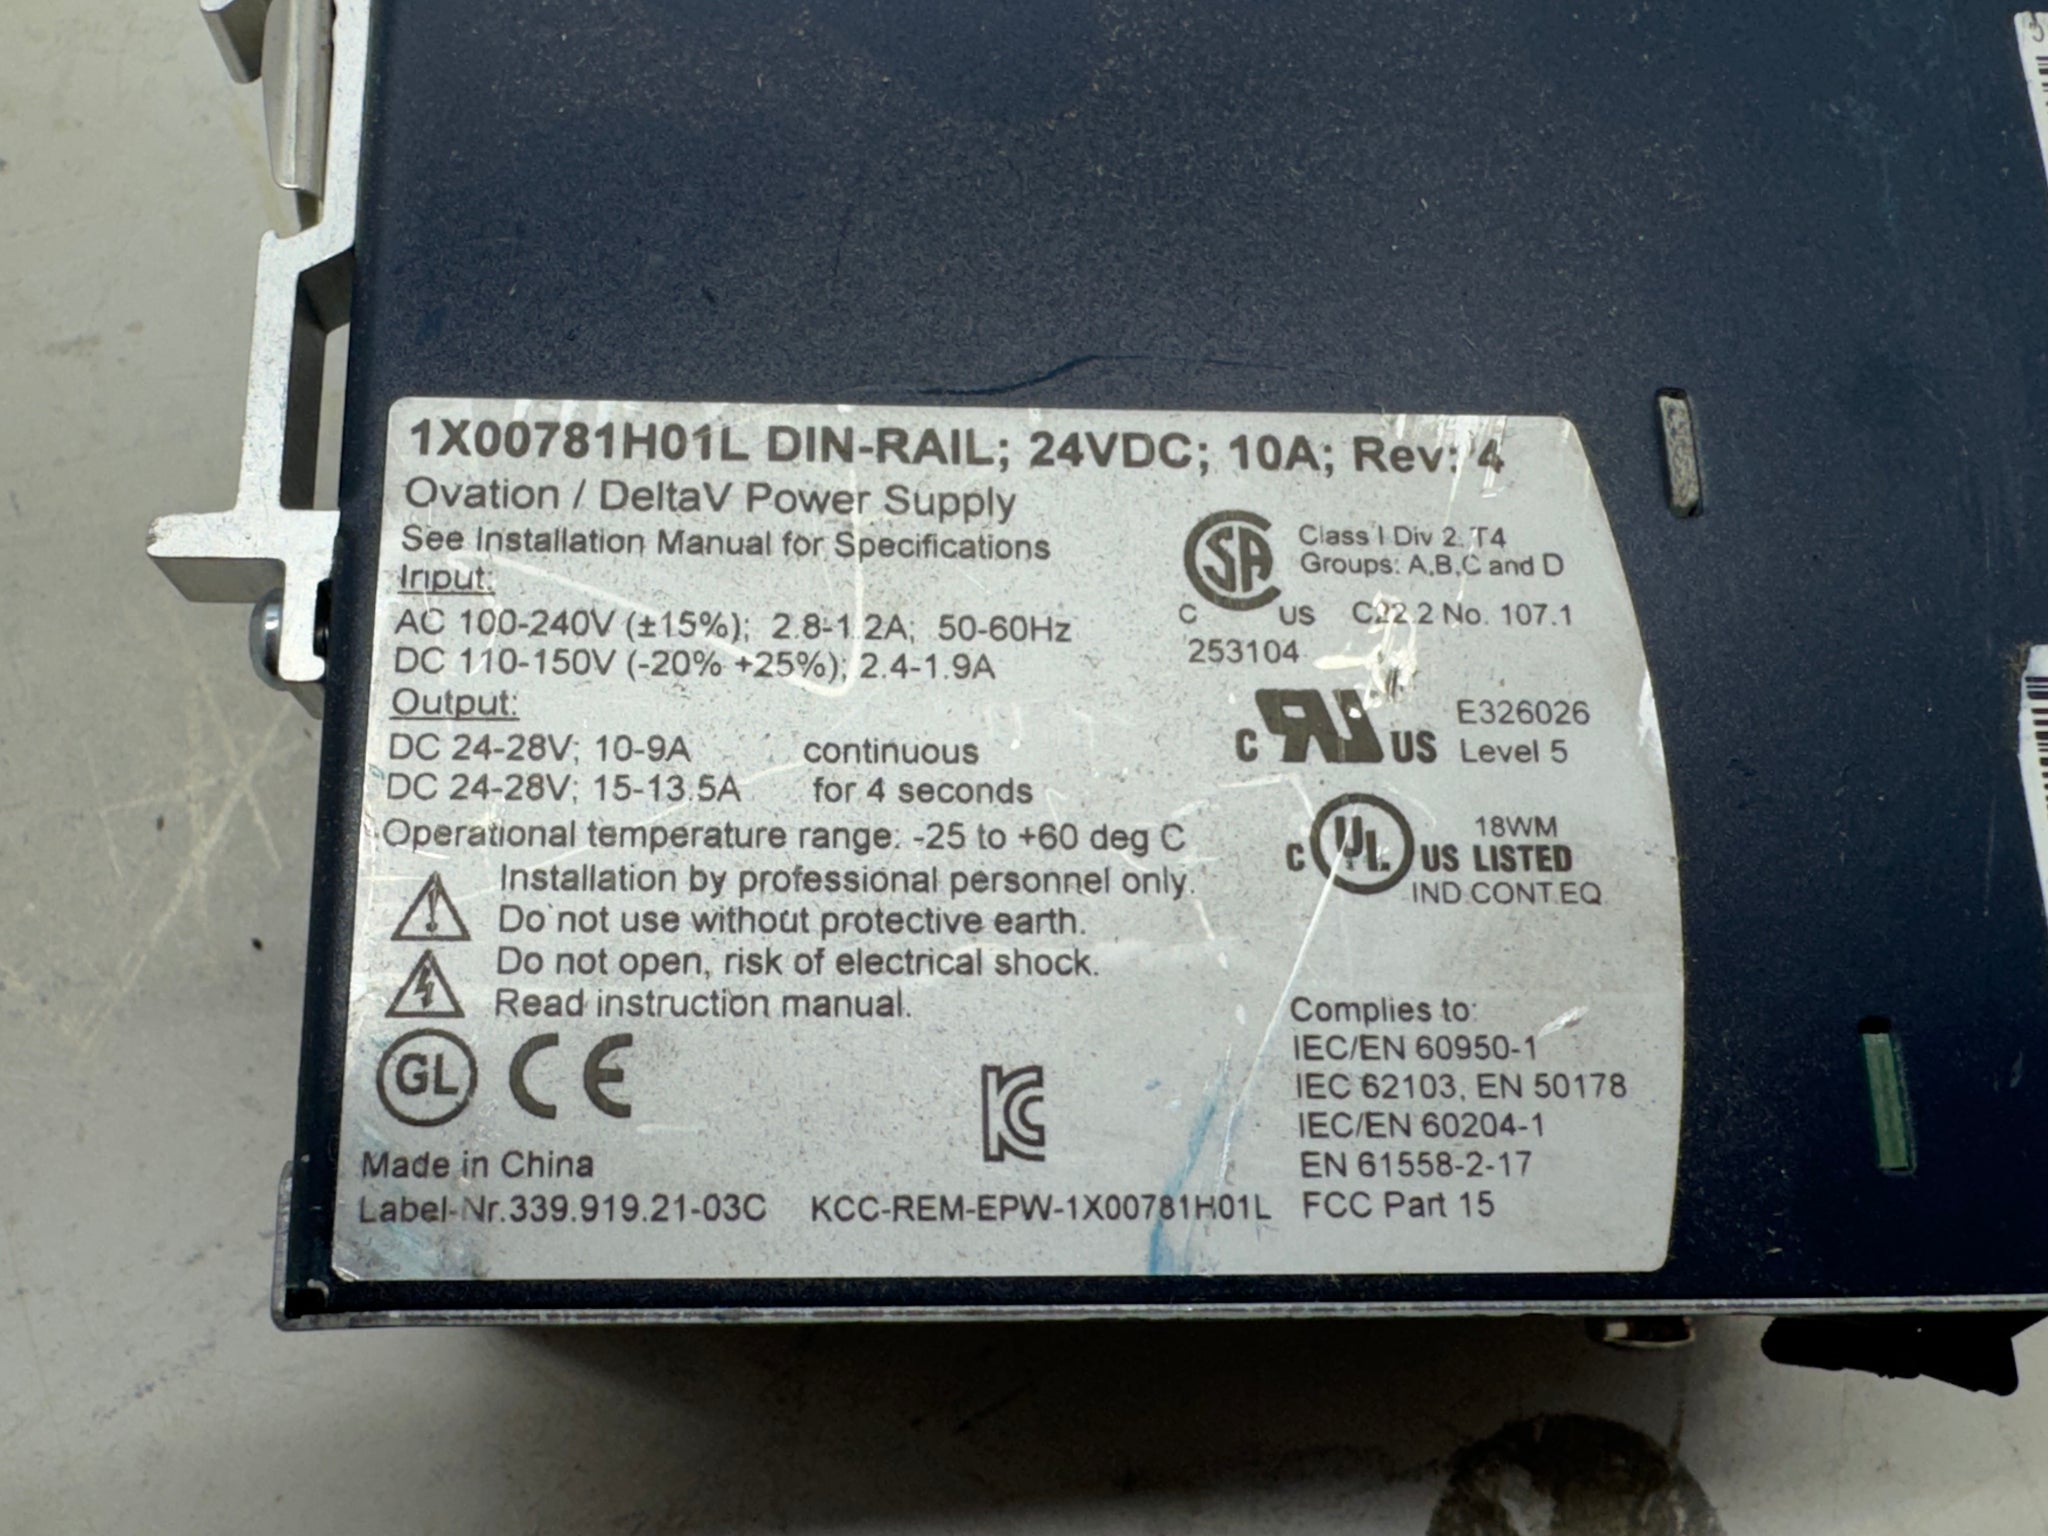 1X00781H01L DIN-RAIL; 24VDC; 10A; Rev: 4
Ovation / DeltaV Power Supply
See Installation Manual for Specifications
Input:
AC 100-240V (±15%); 2.8-1.2A; 50-60Hz
DC 110-150V (-20% +25%); 2.4-1.9A
Output:
DC 24-28V; 10-9A continuous
DC 24-28V; 15-13.5A for 4 seconds
Operational temperature range: -25 to +60 deg C
Installation by professional personnel only.
Do not use without protective earth.
Do not open, risk of electrical shock.
Read instruction manual.
GL CE
Made in China
Label-Nr.339.919.21-03C
KC
KCC-REM-EPW-1X00781H01L
SA
C US
253104
Class I Div 2. T4
Groups: A,B,C and D
C22.2 No. 107.1
C RU US
E326026
Level 5
C UL US LISTED
18WM
IND.CONT.EQ
Complies to:
IEC/EN 60950-1
IEC 62103, EN 50178
IEC/EN 60204-1
EN 61558-2-17
FCC Part 15